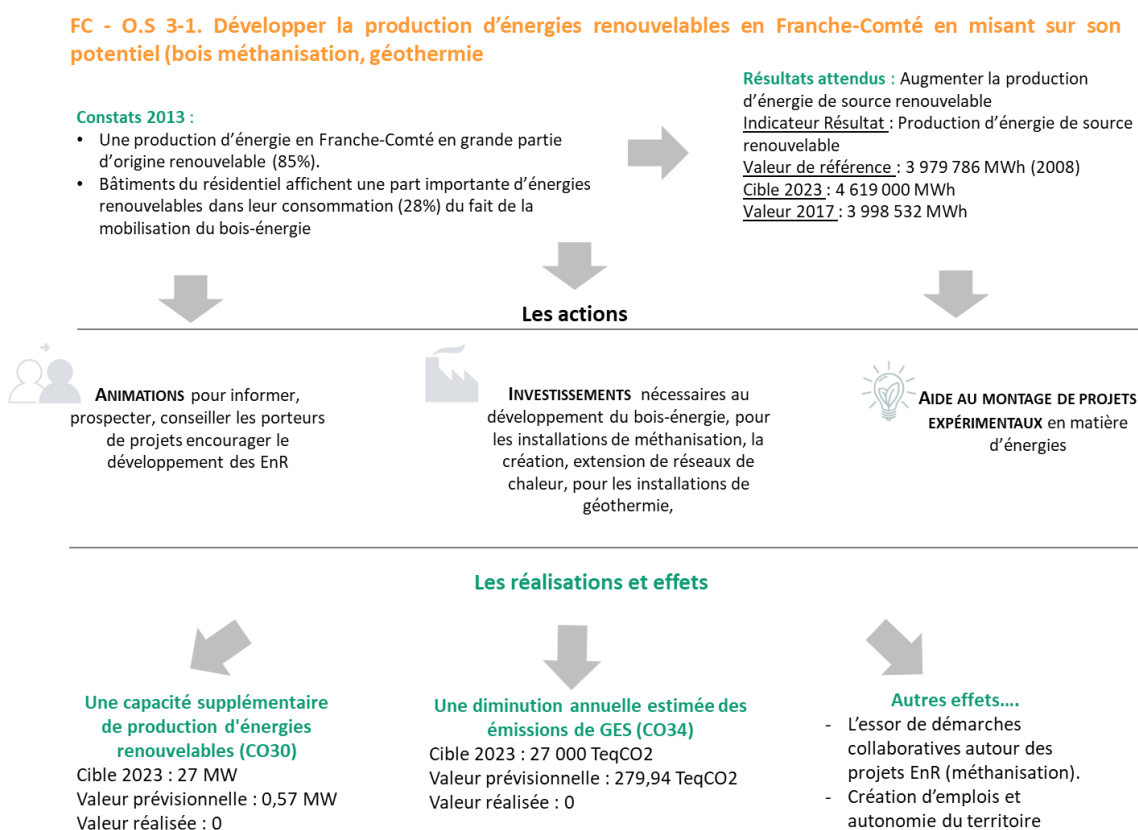 FC - O.S 3-1. Développer la production d’énergies renouvelables en Franche-Comté en misant sur son
potentiel (bois méthanisation, géothermie
Constats 2013 :
• Une production d’énergie en Franche-Comté en grande partie
d’origine renouvelable (85%).
• Bâtiments du résidentiel affichent une part importante d’énergies
renouvelables dans leur consommation (28%) du fait de la
mobilisation du bois-énergie
Résultats attendus : Augmenter la production
d’énergie de source renouvelable
Indicateur Résultat : Production d’énergie de source
renouvelable
Valeur de référence : 3 979 786 MWh (2008)
Cible 2023 : 4 619 000 MWh
Valeur 2017 : 3 998 532 MWh
Les actions
ANIMATIONS pour informer,
prospecter, conseiller les porteurs
de projets encourager le
développement des EnR
INVESTISSEMENTS nécessaires au
développement du bois-énergie, pour
les installations de méthanisation, la
création, extension de réseaux de
chaleur, pour les installations de
géothermie,
AIDE AU MONTAGE DE PROJETS
EXPÉRIMENTAUX en matière
d’énergies
Les réalisations et effets
Une capacité supplémentaire
de production d'énergies
renouvelables (CO30)
Cible 2023 : 27 MW
Valeur prévisionnelle : 0,57 MW
Valeur réalisée : 0
Une diminution annuelle estimée des
émissions de GES (CO34)
Cible 2023 : 27 000 TeqCO2
Valeur prévisionnelle : 279,94 TeqCO2
Valeur réalisée : 0
Autres effets....
- L’essor de démarches
collaboratives autour des
projets EnR (méthanisation).
- Création d’emplois et
autonomie du territoire